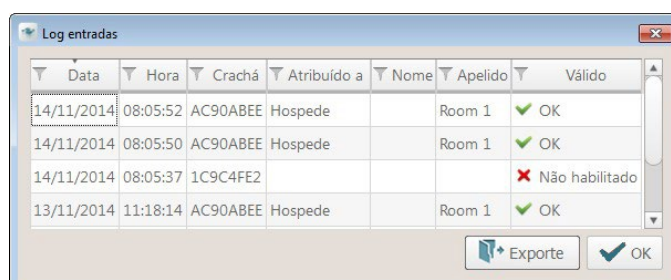 Log entradas
Data Hora Crachá Atribuído a Nome Apelido Válido
14/11/2014 08:05:52 AC90ABEE Hospede Room 1 OK
14/11/2014 08:05:50 AC90ABEE Hospede Room 1 OK
14/11/2014 08:05:37 1C9C4FE2 Não habilitado
13/11/2014 11:18:14 AC90ABEE Hospede Room 1 OK
Exporte OK